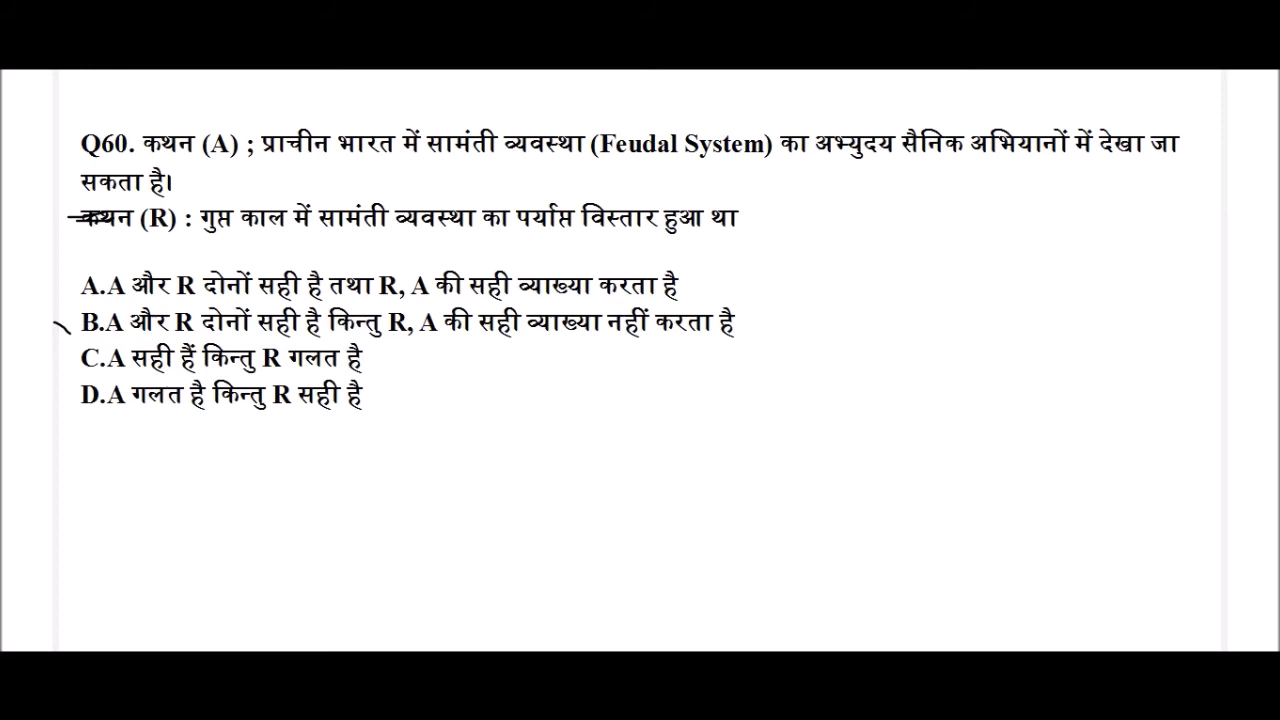 Q60. कथन (A) ; प्राचीन भारत में सामंती व्यवस्था (Feudal System) का अभ्युदय सैनिक अभियानों में देखा जा
सकता है।
कथन (R) : गुप्त काल में सामंती व्यवस्था का पर्याप्त विस्तार हुआ था
A.A और R दोनों सही है तथा R, A की सही व्याख्या करता है
B.A और R दोनों सही है किन्तु R, A की सही व्याख्या नहीं करता है
C.A सही हैं किन्तु R गलत है
D.A गलत है किन्तु R सही है